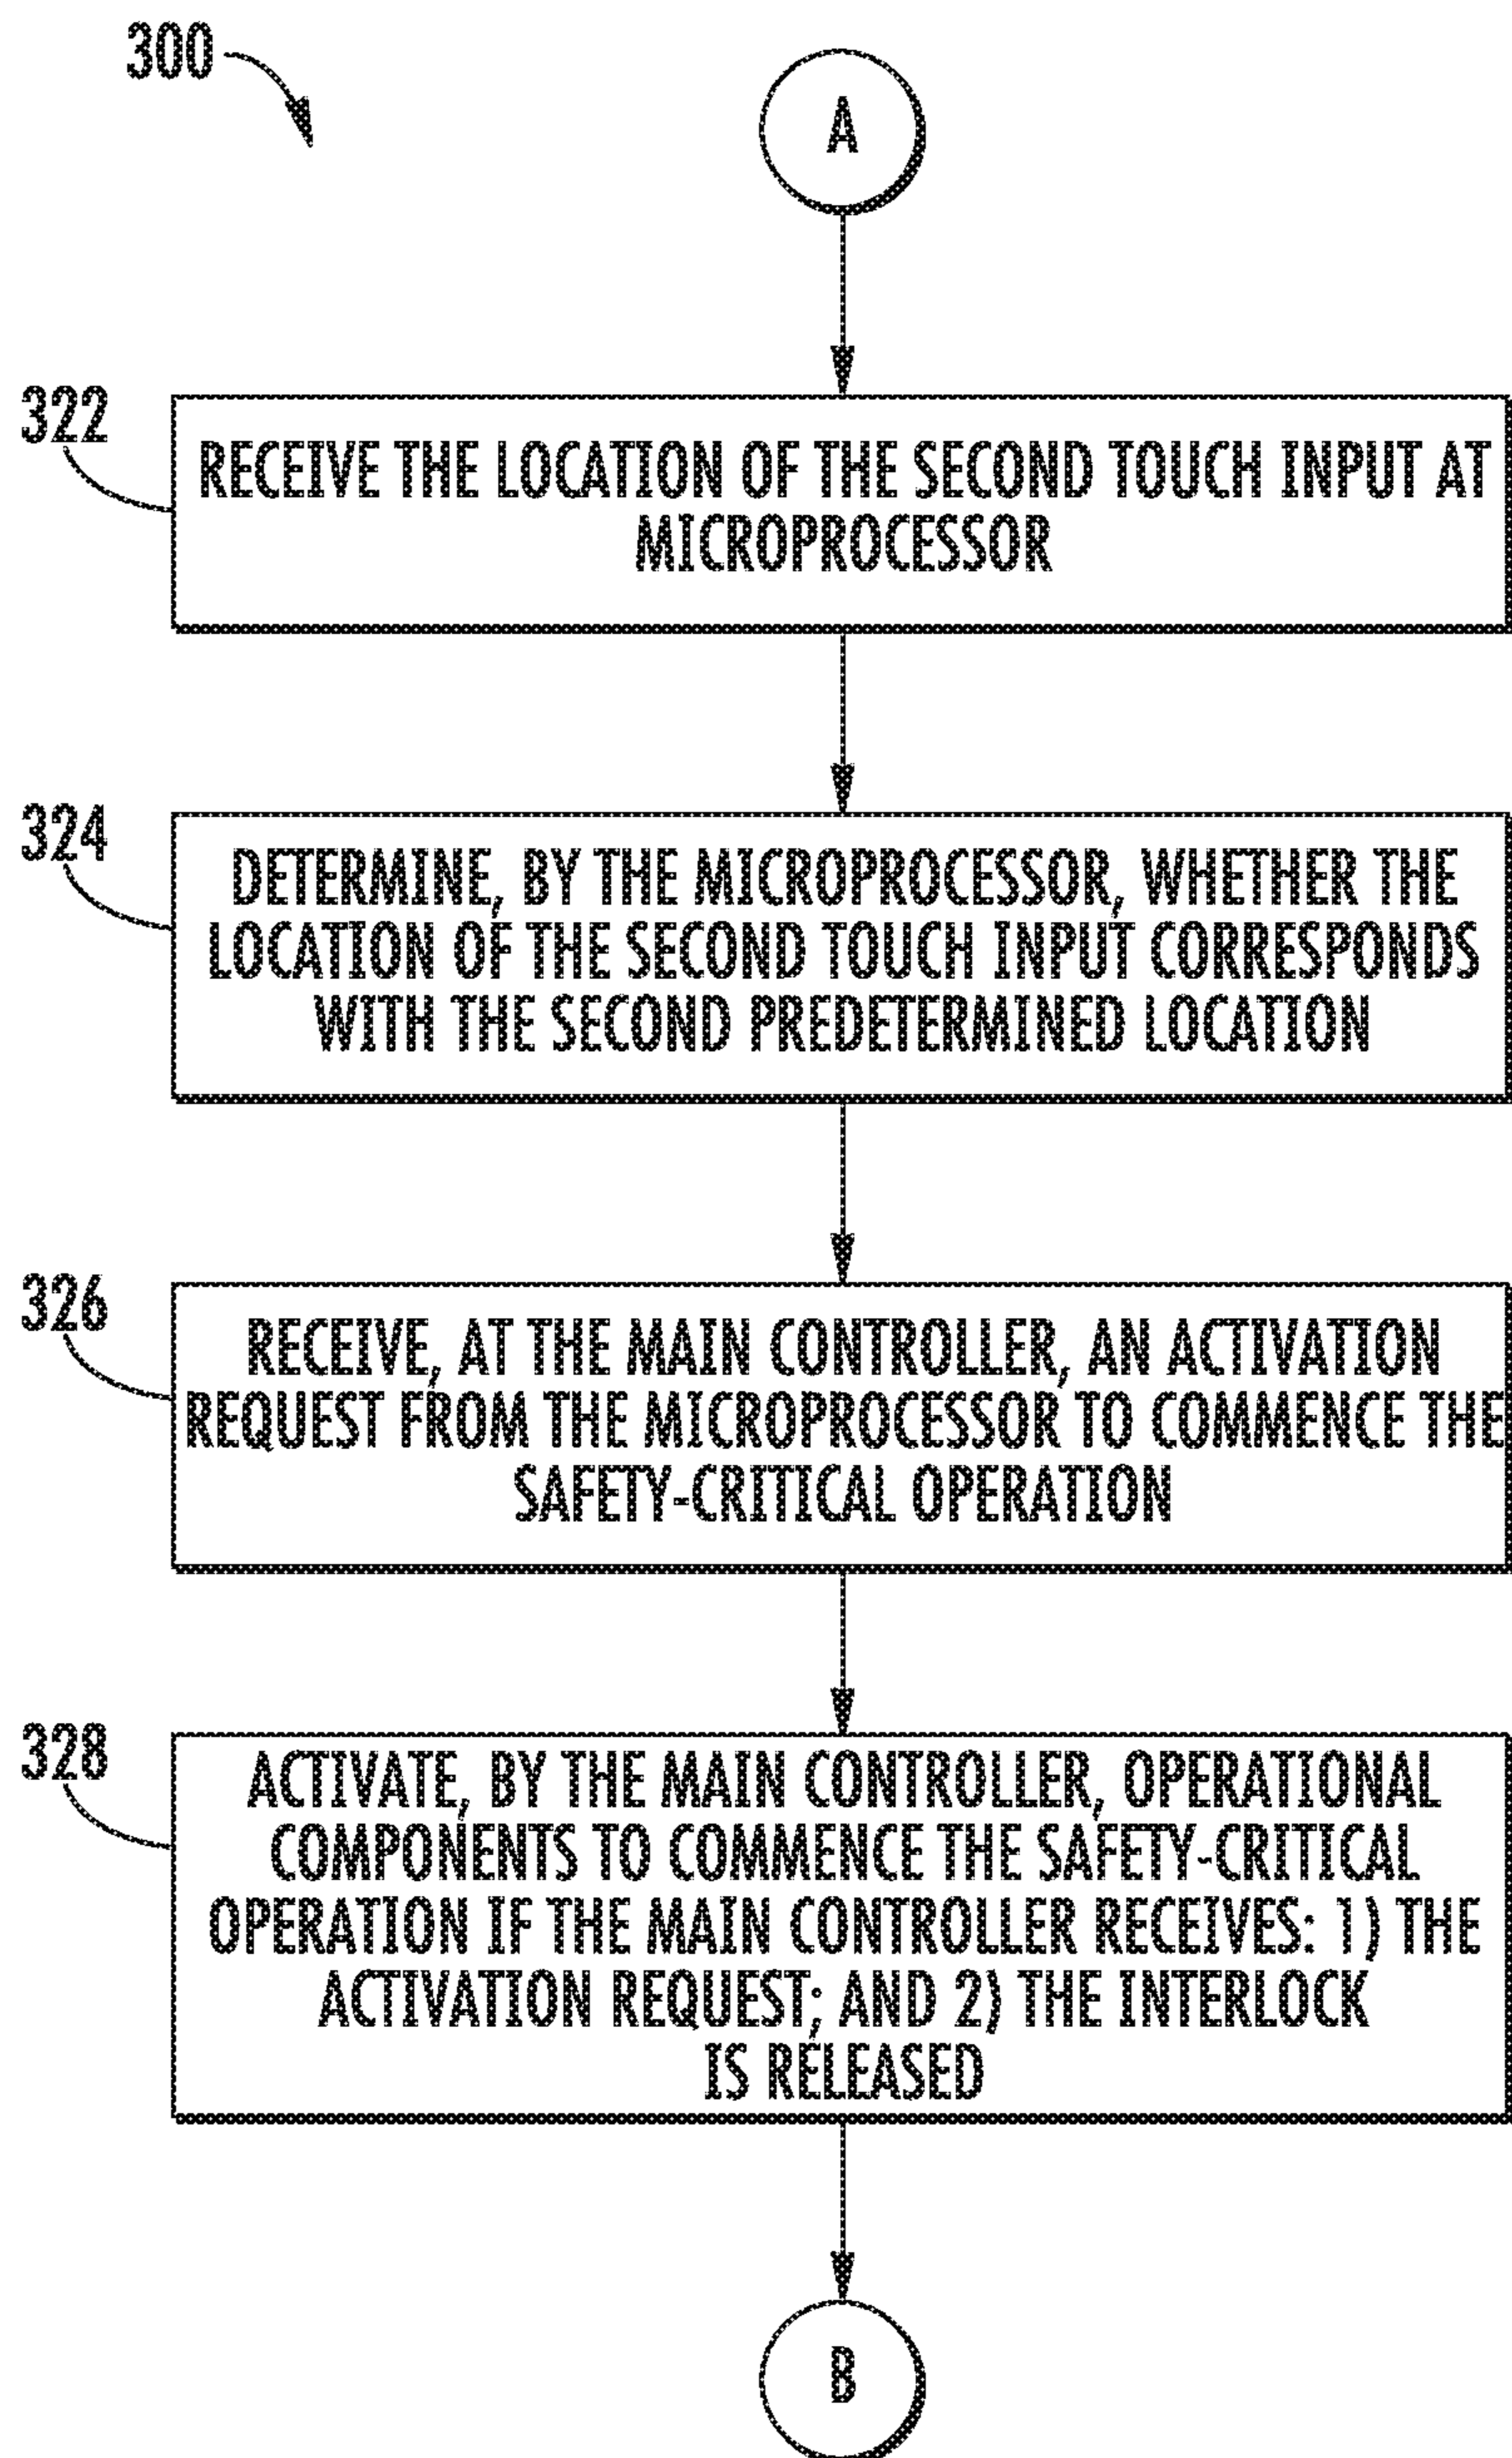 300
A
322
RECEIVE THE LOCATION OF THE SECOND TOUCH INPUT AT
MICROPROCESSOR
324
DETERMINE, BY THE MICROPROCESSOR, WHETHER THE
LOCATION OF THE SECOND TOUCH INPUT CORRESPONDS
WITH THE SECOND PREDETERMINED LOCATION
326
RECEIVE, AT THE MAIN CONTROLLER, AN ACTIVATION
REQUEST FROM THE MICROPROCESSOR TO COMMENCE THE
SAFETY-CRITICAL OPERATION
328
ACTIVATE, BY THE MAIN CONTROLLER, OPERATIONAL
COMPONENTS TO COMMENCE THE SAFETY-CRITICAL
OPERATION IF THE MAIN CONTROLLER RECEIVES: 1) THE
ACTIVATION REQUEST; AND 2) THE INTERLOCK
IS RELEASED
B